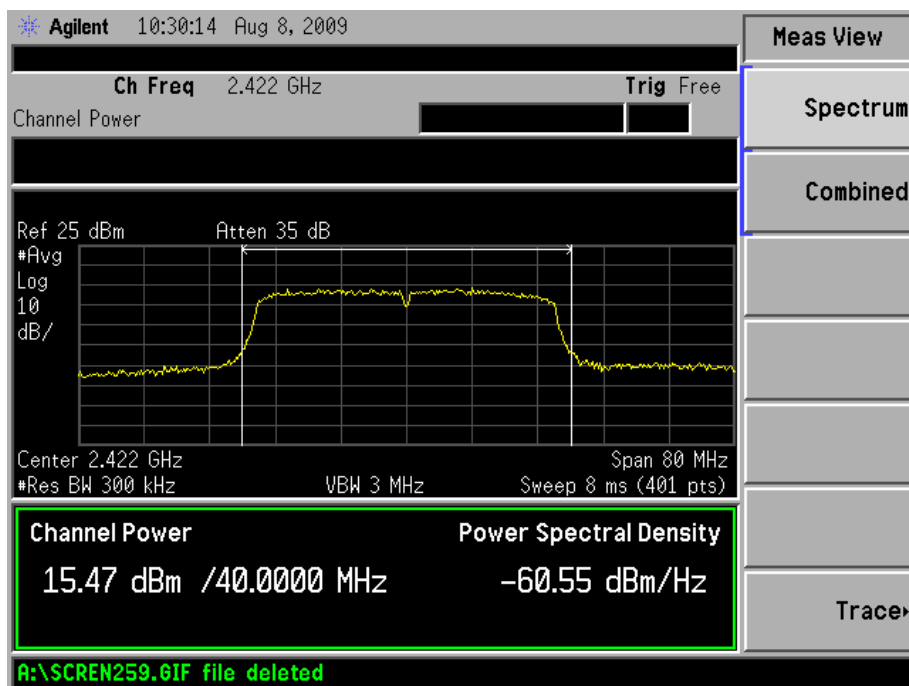 Agilent 10:30:14 Aug 8, 2009
Meas View
Ch Freq 2.422 GHz Trig Free
Channel Power
Spectrum
Combined
Ref 25 dBm Atten 35 dB
#Avg
Log
10
dB/
Center 2.422 GHz Span 80 MHz
#Res BW 300 kHz VBW 3 MHz Sweep 8 ms (401 pts)
Channel Power Power Spectral Density
15.47 dBm /40.0000 MHz -60.55 dBm/Hz
Trace
A:\SCREN259.GIF file deleted